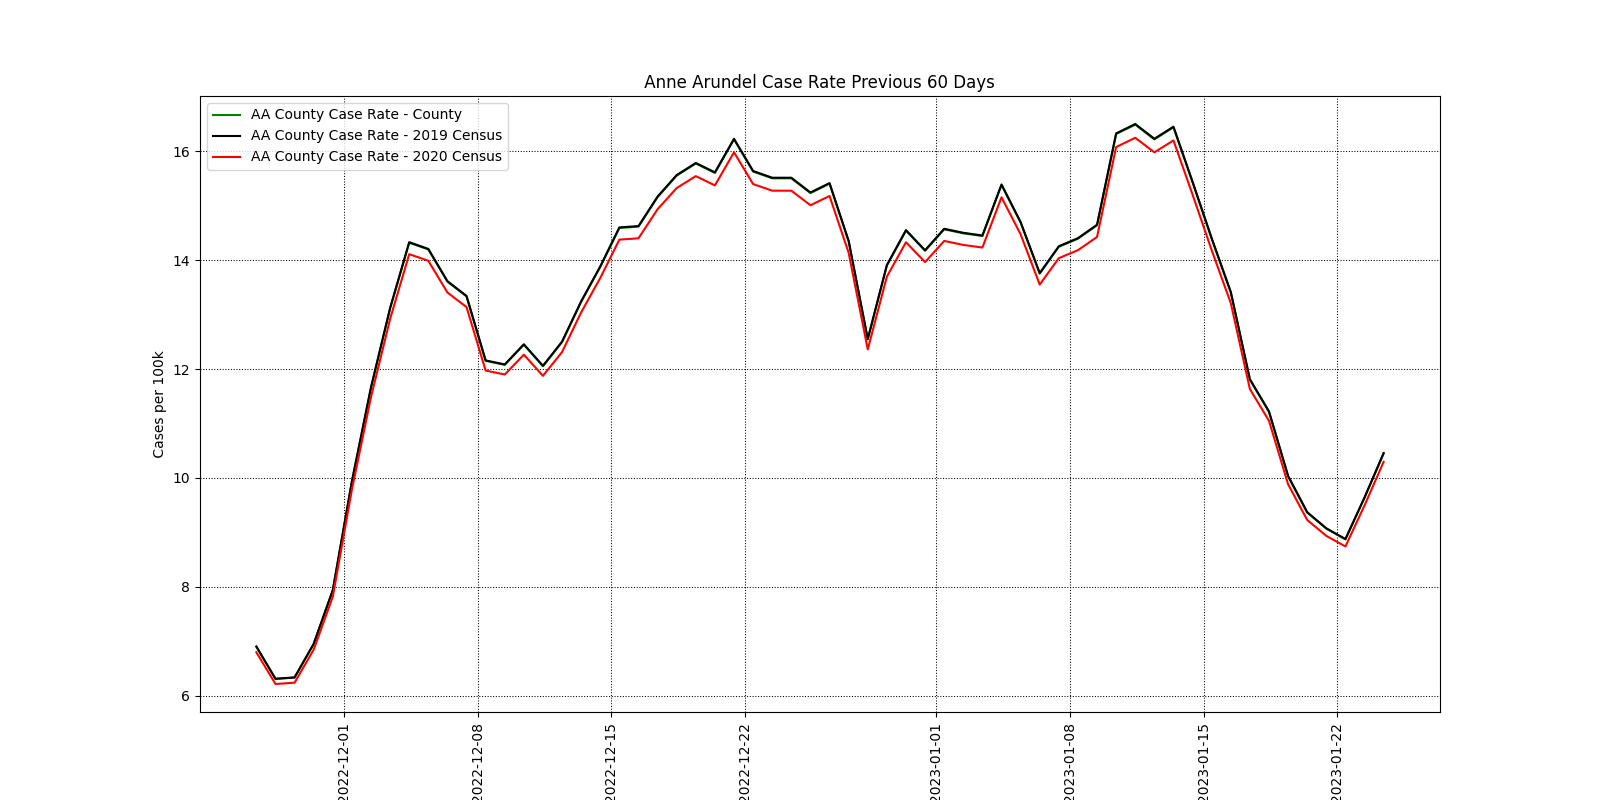 Anne Arundel Case Rate Previous 60 Days
AA County Case Rate - County
AA County Case Rate - 2019 Census
AA County Case Rate - 2020 Census
Cases per 100k
16
14
12
10
8
6
2022-12-01
2022-12-08
2022-12-15
2022-12-22
2023-01-01
2023-01-08
2023-01-15
2023-01-22